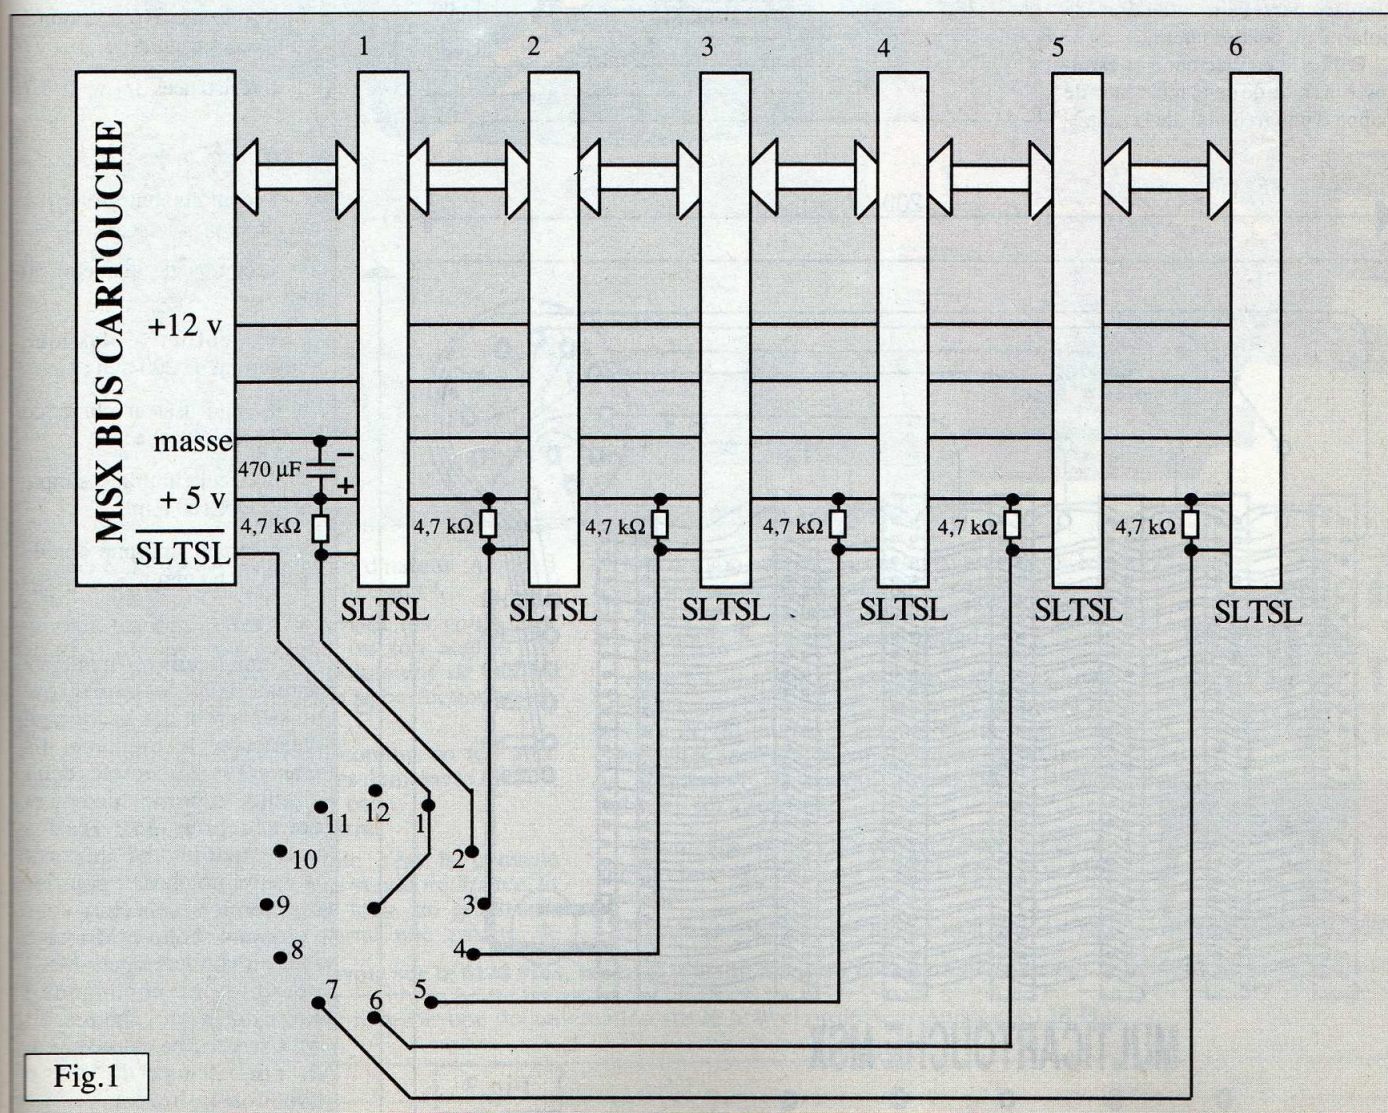 1 2 3 4 5 6
MSX BUS CARTOUCHE
+12 v
masse
470 µF
−
+
+ 5 v
4,7 kΩ 4,7 kΩ 4,7 kΩ 4,7 kΩ 4,7 kΩ 4,7 kΩ
SLTSL
SLTSL SLTSL SLTSL SLTSL SLTSL SLTSL
12
11
1
10
2
9
3
8
4
7
6
5
Fig.1
MULTICARTOUCHE MSX